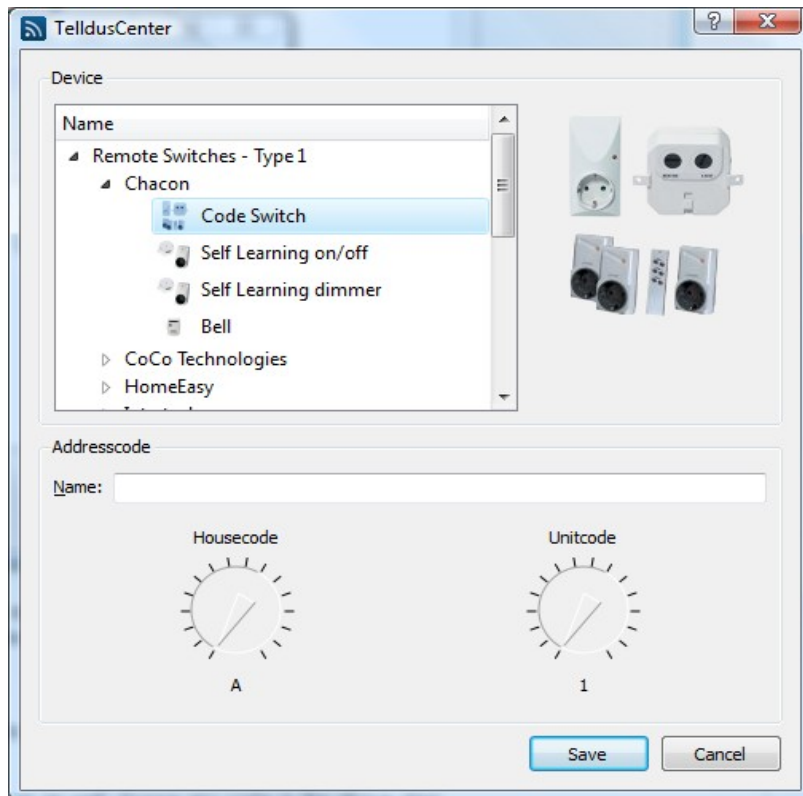 TelldusCenter
Device
Name
Remote Switches - Type 1
Chacon
Code Switch
Self Learning on/off
Self Learning dimmer
Bell
CoCo Technologies
HomeEasy
Addresscode
Name:
Housecode Unitcode
A 1
Save Cancel